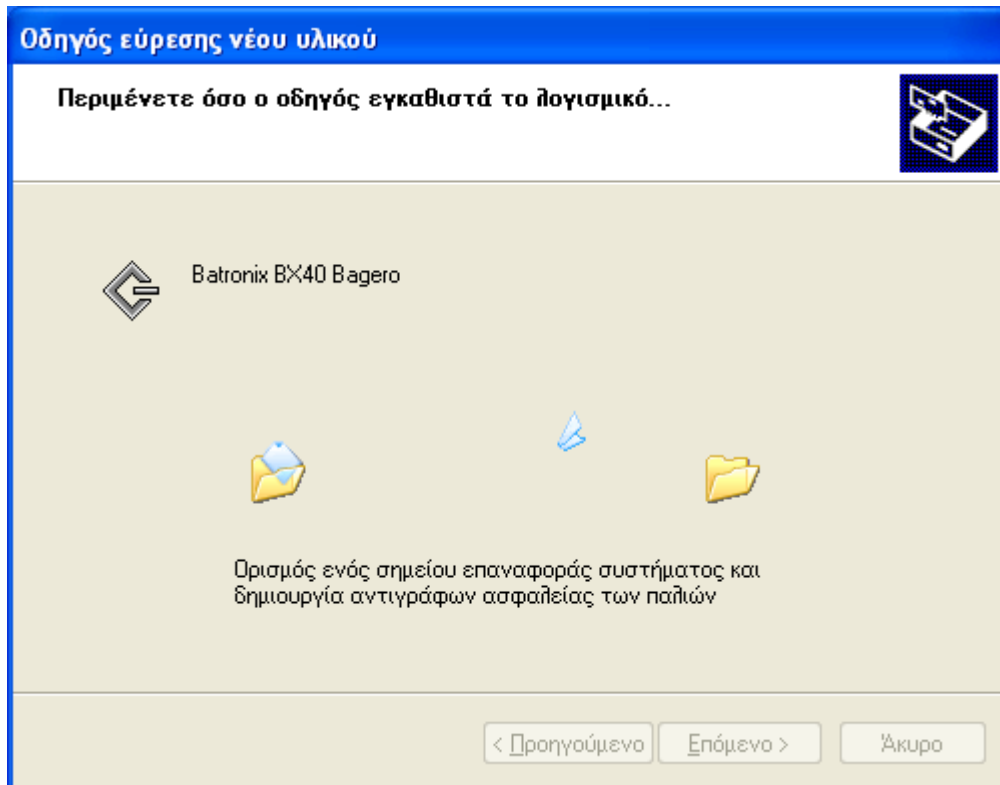 Οδηγός εύρεσης νέου υλικού
Περιμένετε όσο ο οδηγός εγκαθιστά το λογισμικό...
Batronix BX40 Bagero
Ορισμός ενός σημείου επαναφοράς συστήματος και
δημιουργία αντιγράφων ασφαλείας των παλιών
< Προηγούμενο Επόμενο > Άκυρο